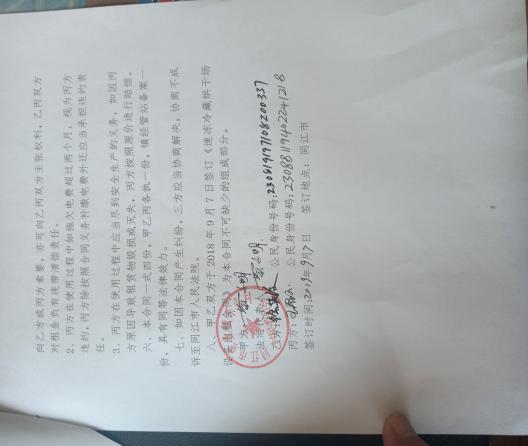 向乙方或丙方索要，亦可向乙丙双方主张权利，乙丙双方
对租金负有连带清偿责任。
2、丙方在使用过程中如拖欠电费超过两个月，视为丙方
违约，丙方除按照合同义务补缴电费外还应当承担违约责
任。
3、丙方在使用过程中应当尽到安全生产的义务，如因丙
方原因导致租赁物毁损或灭失，丙方按照原价进行赔偿。
六、本合同一式四份，甲乙丙各执一份，镇经管站备案一
份，具有同等法律效力。
七、如因本合同产生纠纷，三方应当协商解决，协商不成
诉至同江市人民法院。
八、甲乙双方于 2018 年 9 月 7 日签订《速冻冷藏烘干场
为本合同不可缺少的组成部分。
甲方：
乙方： 公民身份号码：230819197108200337
丙方： 公民身份号码：23088119402241218
签订时间：2019年9月7日 签订地点：同江市